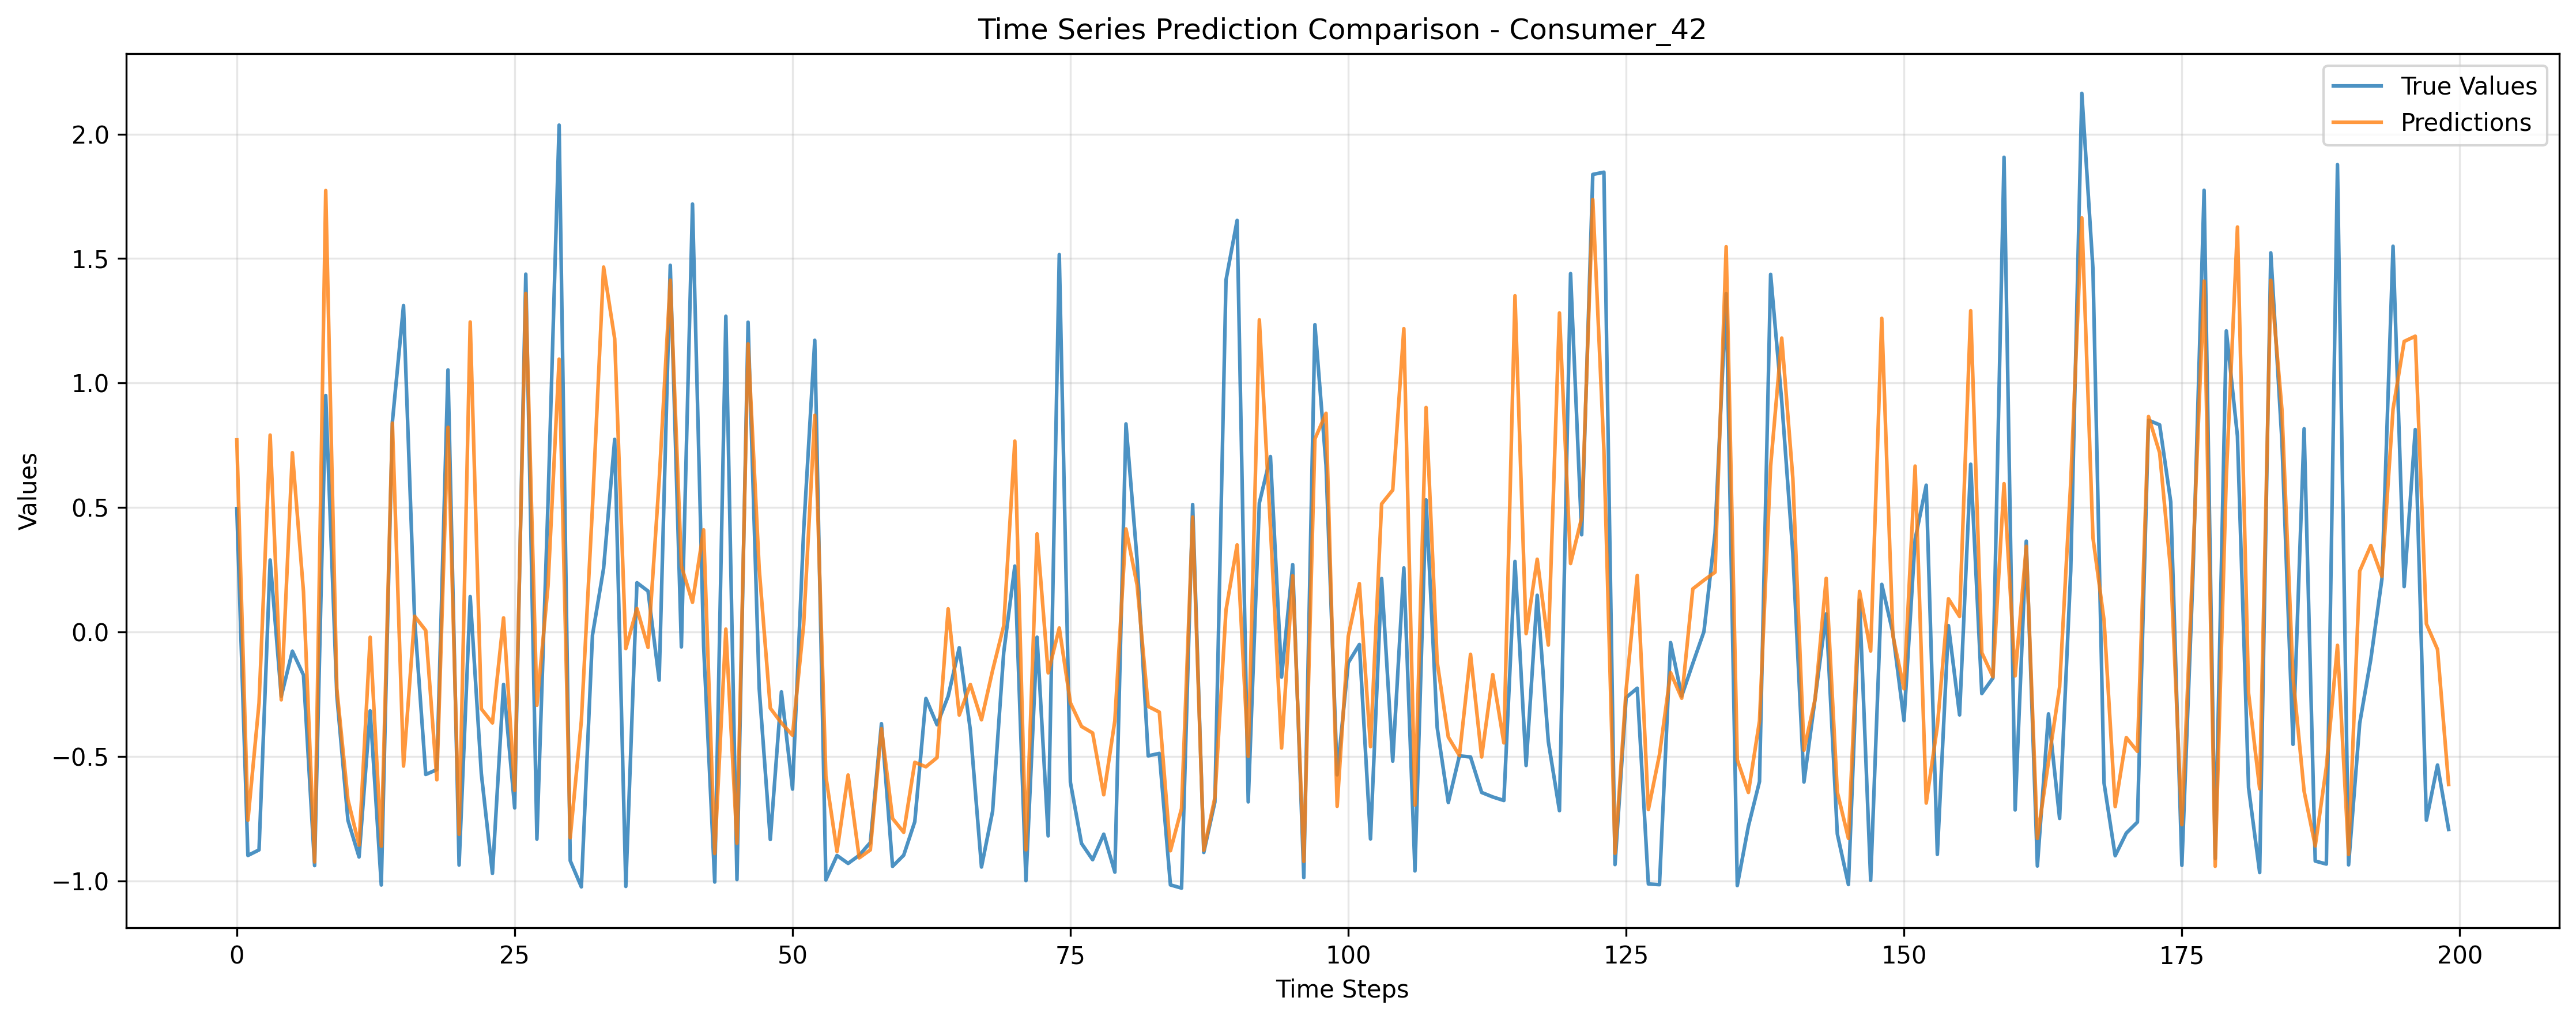 Time Series Prediction Comparison - Consumer_42
True Values
Predictions
Values
2.0
1.5
1.0
0.5
0.0
−0.5
−1.0
0 25 50 75 100 125 150 175 200
Time Steps